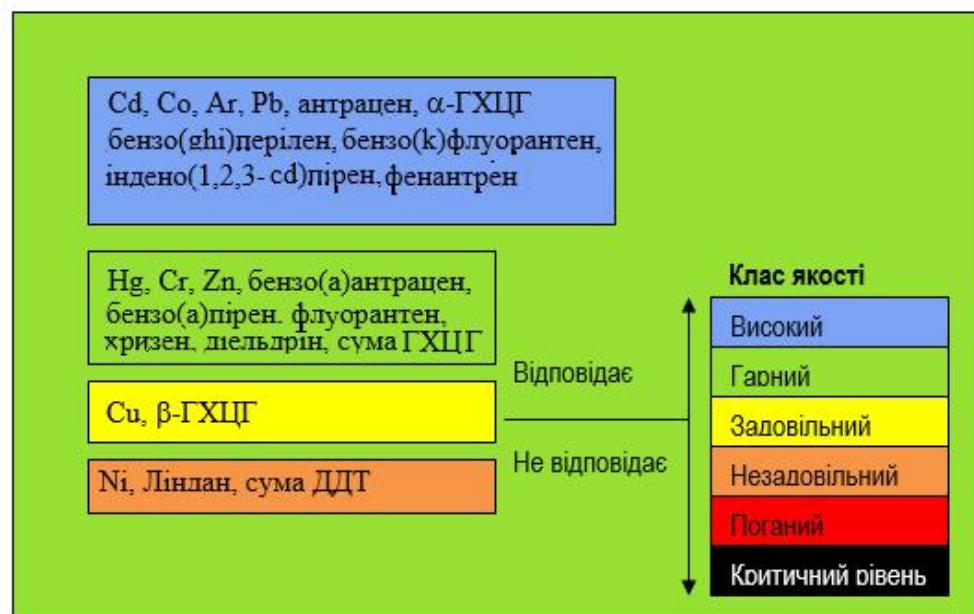 Cd, Co, Ar, Pb, антрацен, α-ГХЦГ
бензо(ghi)перілен, бензо(k)флуорантен,
індено(1,2,3- cd)пірен, фенантрен
Hg, Cr, Zn, бензо(а)антрацен,
бензо(а)пірен, флуорантен,
хризен, діельдрін, сума ГХЦГ
Cu, β-ГХЦГ
Ni, Ліндан, сума ДДТ
Відповідає
Не відповідає
Клас якості
Високий
Гарний
Задовільний
Незадовільний
Поганий
Критичний рівень